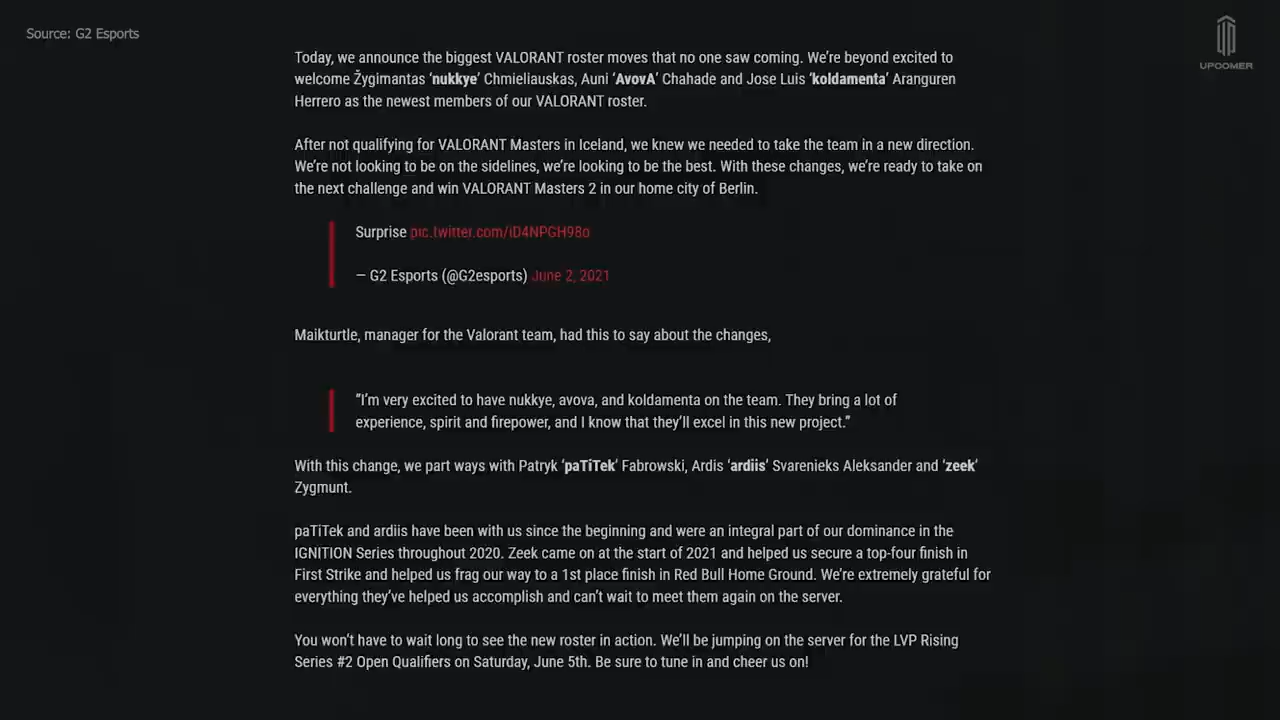 Source: G2 Esports
UPCOMER
Today, we announce the biggest VALORANT roster moves that no one saw coming. We're beyond excited to
welcome Žygimantas 'nukkye' Chmieliauskas, Auni 'AvovA' Chahade and Jose Luis 'koldamenta' Aranguren
Herrero as the newest members of our VALORANT roster.
After not qualifying for VALORANT Masters in Iceland, we knew we needed to take the team in a new direction.
We're not looking to be on the sidelines, we're looking to be the best. With these changes, we're ready to take on
the next challenge and win VALORANT Masters 2 in our home city of Berlin.
Surprise pic.twitter.com/iD4NPGH98o
— G2 Esports (@G2esports) June 2, 2021
Maikturtle, manager for the Valorant team, had this to say about the changes,
"I'm very excited to have nukkye, avova, and koldamenta on the team. They bring a lot of
experience, spirit and firepower, and I know that they'll excel in this new project."
With this change, we part ways with Patryk 'paTiTek' Fabrowski, Ardis 'ardiis' Svarenieks Aleksander and 'zeek'
Zygmunt.
paTiTek and ardiis have been with us since the beginning and were an integral part of our dominance in the
IGNITION Series throughout 2020. Zeek came on at the start of 2021 and helped us secure a top-four finish in
First Strike and helped us frag our way to a 1st place finish in Red Bull Home Ground. We're extremely grateful for
everything they've helped us accomplish and can't wait to meet them again on the server.
You won't have to wait long to see the new roster in action. We'll be jumping on the server for the LVP Rising
Series #2 Open Qualifiers on Saturday, June 5th. Be sure to tune in and cheer us on!